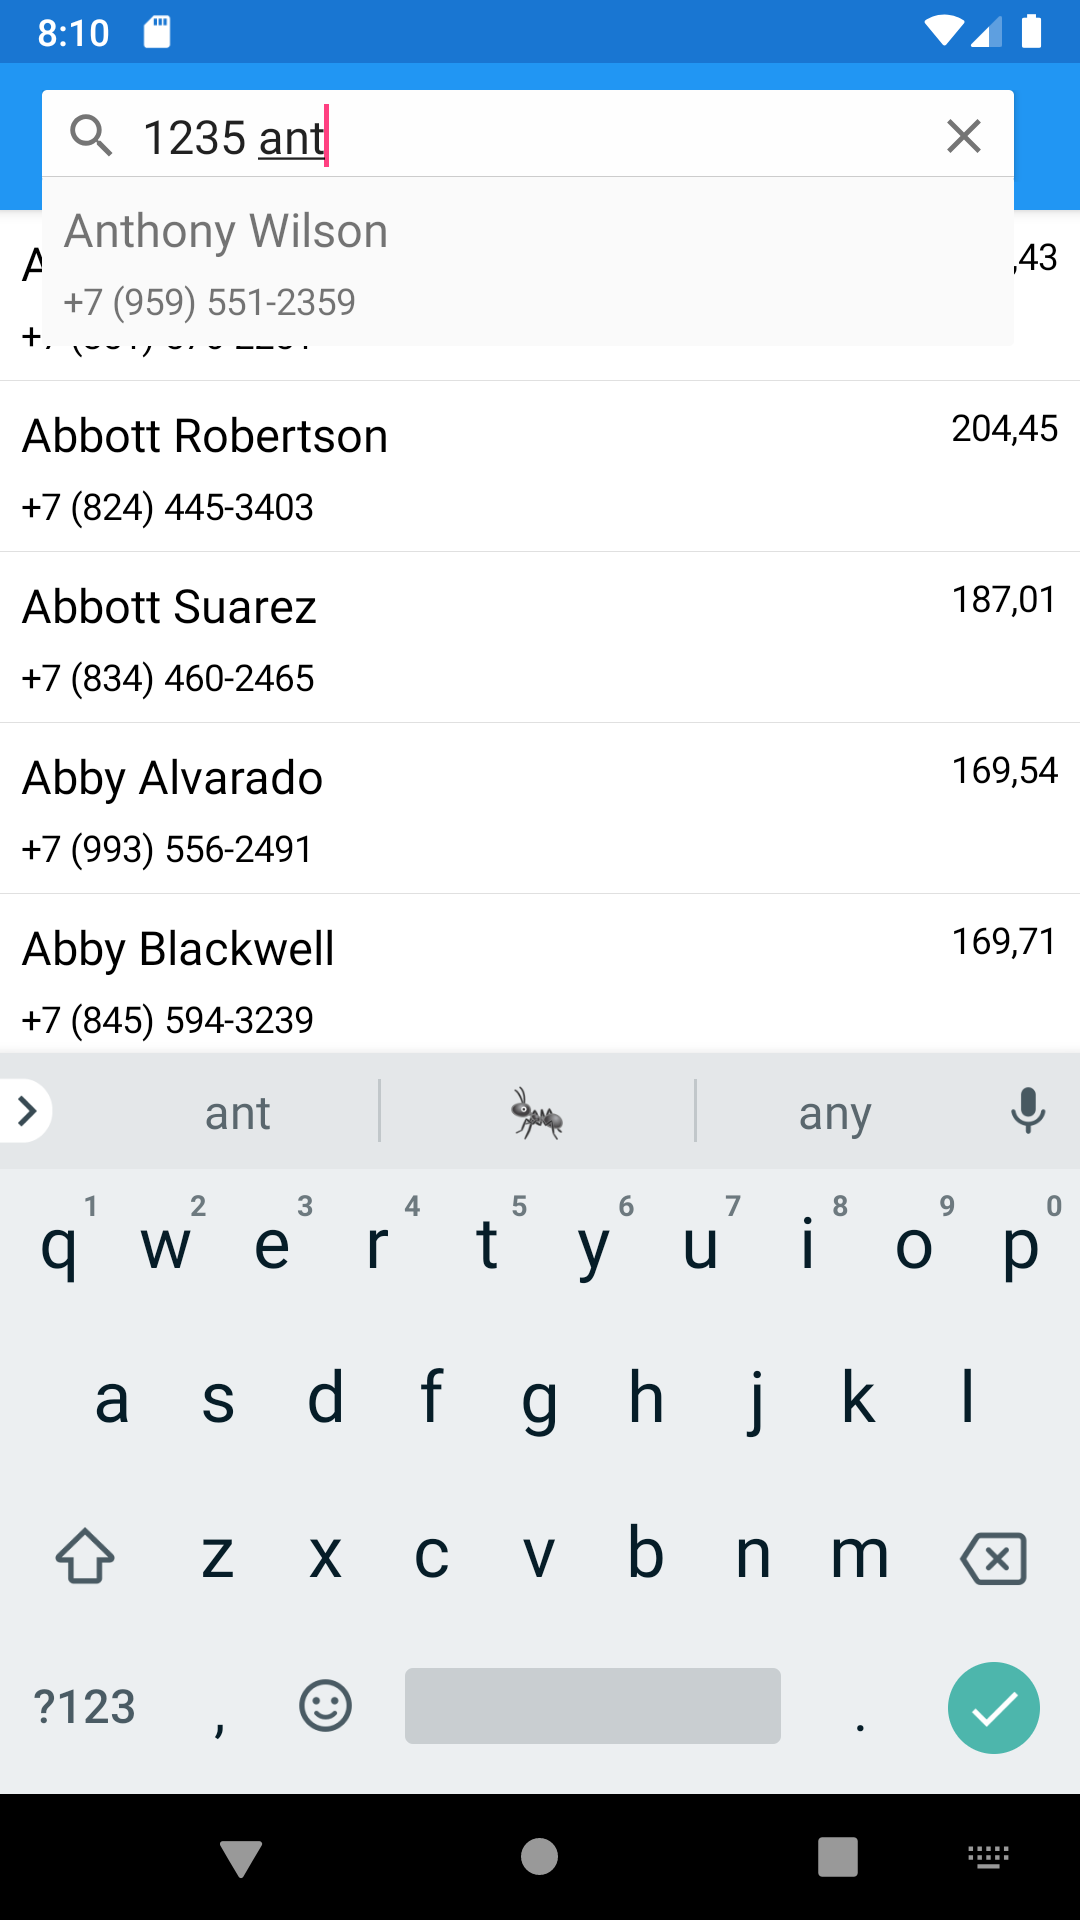 8:10
1235 ant
Anthony Wilson
+7 (959) 551-2359
A ,43
Abbott Robertson 204,45
+7 (824) 445-3403
Abbott Suarez 187,01
+7 (834) 460-2465
Abby Alvarado 169,54
+7 (993) 556-2491
Abby Blackwell 169,71
+7 (845) 594-3239
ant any
1 2 3 4 5 6 7 8 9 0
q w e r t y u i o p
a s d f g h j k l
z x c v b n m
?123 , .